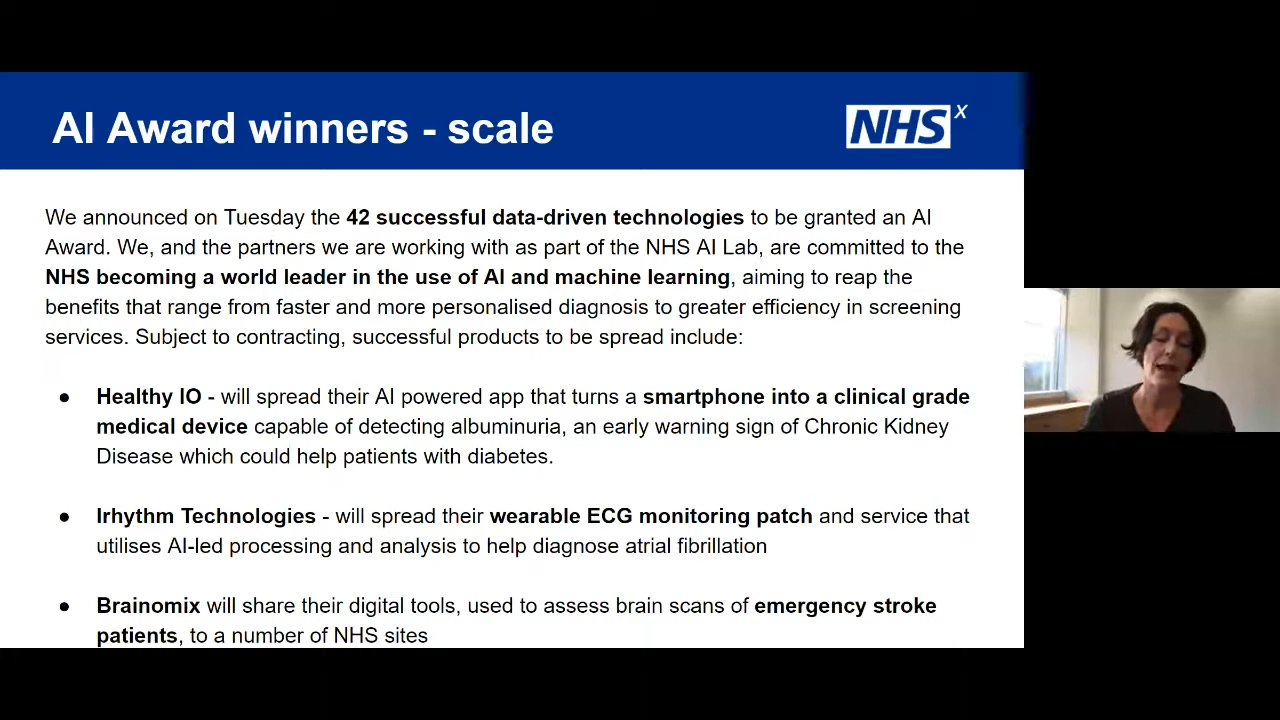 AI Award winners - scale
NHS X
We announced on Tuesday the 42 successful data-driven technologies to be granted an AI
Award. We, and the partners we are working with as part of the NHS AI Lab, are committed to the
NHS becoming a world leader in the use of AI and machine learning, aiming to reap the
benefits that range from faster and more personalised diagnosis to greater efficiency in screening
services. Subject to contracting, successful products to be spread include:
● Healthy IO - will spread their AI powered app that turns a smartphone into a clinical grade
medical device capable of detecting albuminuria, an early warning sign of Chronic Kidney
Disease which could help patients with diabetes.
● Irhythm Technologies - will spread their wearable ECG monitoring patch and service that
utilises AI-led processing and analysis to help diagnose atrial fibrillation
● Brainomix will share their digital tools, used to assess brain scans of emergency stroke
patients, to a number of NHS sites